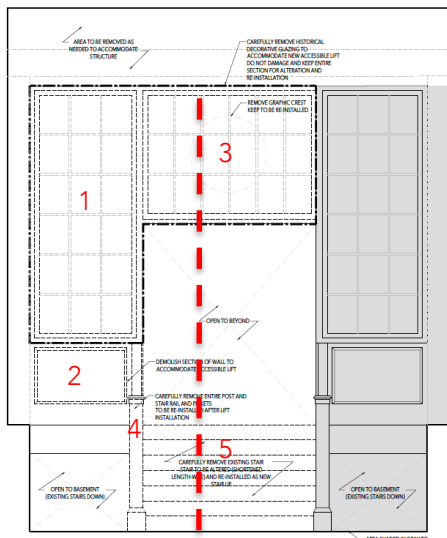 AREA TO BE REMOVED AS
NEEDED TO ACCOMMODATE
STRUCTURE
CAREFULLY REMOVE HISTORICAL
DECORATIVE GLAZING TO
ACCOMMODATE NEW ACCESSIBLE LIFT
DO NOT DAMAGE AND KEEP ENTIRE
SECTION FOR ALTERATION AND
RE-INSTALLATION
REMOVE GRAPHIC CREST
KEEP TO BE RE-INSTALLED
3
1
OPEN TO BEYOND
DEMOLISH SECTION OF WALL TO
ACCOMMODATE ACCESSIBLE LIFT
2
CAREFULLY REMOVE ENTIRE POST AND
STAIR RAIL AND
TO BE RE-INSTALLED AFTER LIFT
INSTALLATION
4
5
CAREFULLY REMOVE EXISTING STAIR
STAIR TO BE ALTERED (SHORTENED
LENGTH WISE) AND RE-INSTALLED AS NEW
STAIR
OPEN TO BASEMENT
(EXISTING STAIRS DOWN)
OPEN TO BASEMENT
(EXISTING STAIRS DOWN)